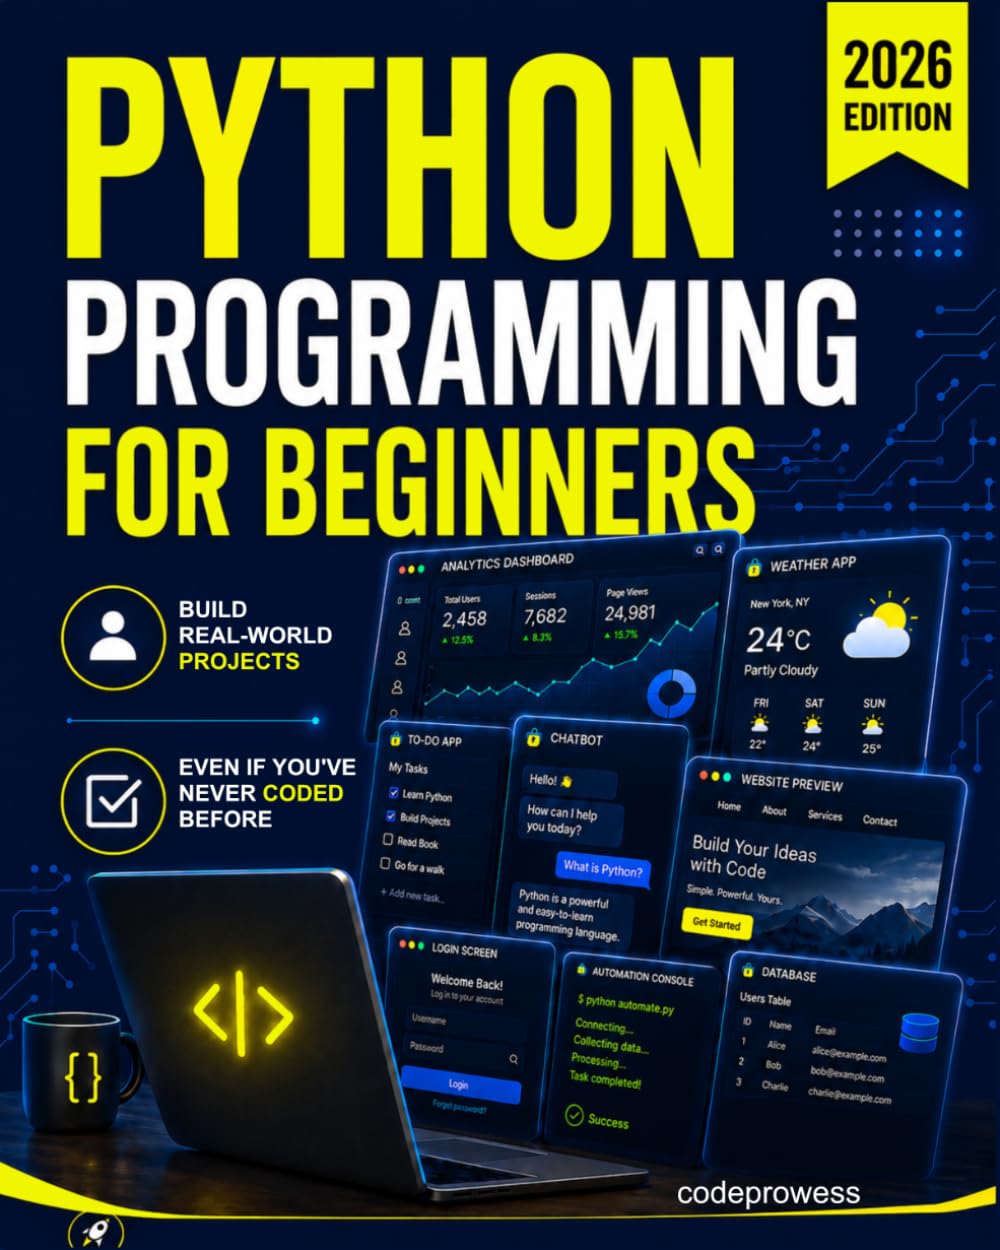 PYTHON
2026
EDITION
PROGRAMMING
FOR BEGINNERS
BUILD
REAL-WORLD
PROJECTS
EVEN IF YOU'VE
NEVER CODED
BEFORE
ANALYTICS DASHBOARD
Total Users
2,458
▲ 12.5%
Sessions
7,682
▲ 8.3%
Page Views
24,981
▲ 15.7%
WEATHER APP
New York, NY
24°C
Partly Cloudy
FRI SAT SUN
22° 24° 25°
TO-DO APP
My Tasks
Learn Python
Build Projects
Read Book
Go for a walk
+ Add new task...
CHATBOT
Hello! 👋
How can I help
you today?
What is Python?
Python is a powerful
and easy-to-learn
programming language.
WEBSITE PREVIEW
Home About Services Contact
Build Your Ideas
with Code
Simple. Powerful. Yours.
Get Started
LOGIN SCREEN
Welcome Back!
Log in to your account
Username
Password
Login
Forget password?
AUTOMATION CONSOLE
$ python automate.py
Connecting...
Collecting data...
Processing...
Task completed!
Success
DATABASE
Users Table
ID Name Email
1 Alice alice@example.com
2 Bob bob@example.com
3 Charlie charlie@example.com
<|>
{}
codeprowess